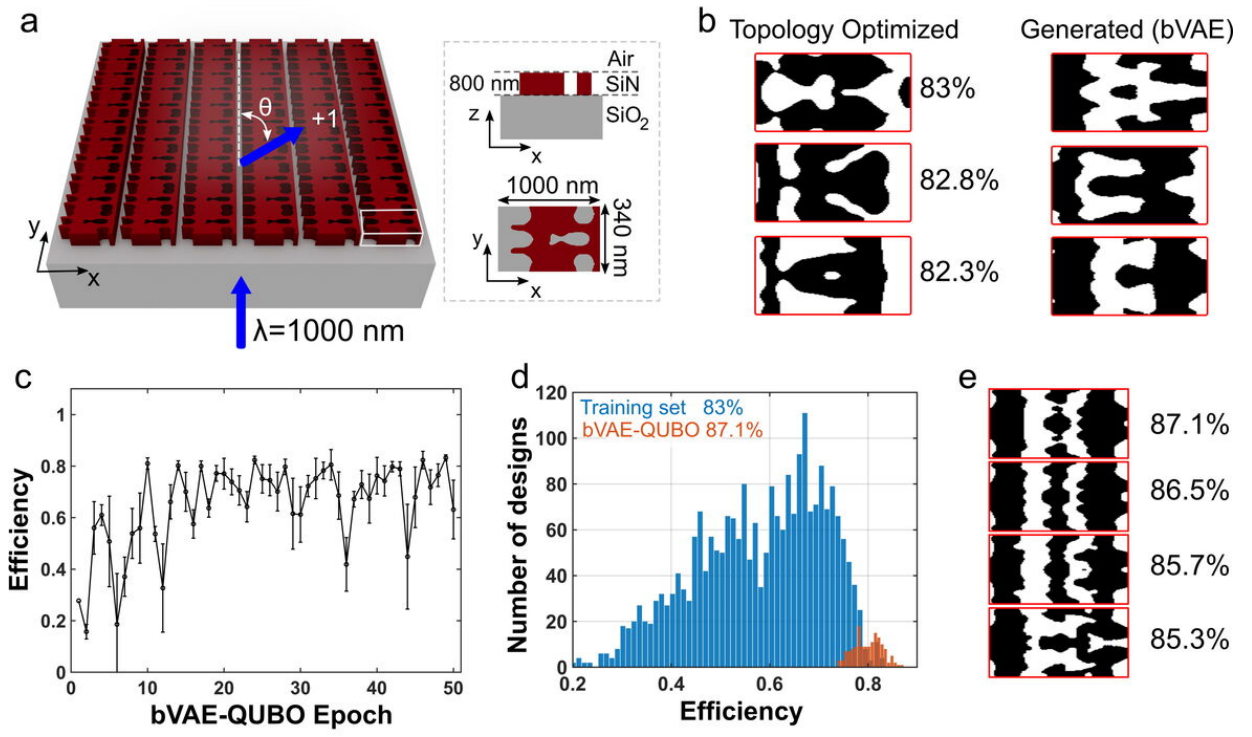 a
θ
+1
y
x
λ=1000 nm
Air
800 nm
SiN
SiO2
z
x
1000 nm
340 nm
y
x
b
Topology Optimized
Generated (bVAE)
83%
82.8%
82.3%
c
Efficiency
1
0.8
0.6
0.4
0.2
0
0 10 20 30 40 50
bVAE-QUBO Epoch
d
Number of designs
120
100
80
60
40
20
0
Training set 83%
bVAE-QUBO 87.1%
0.2 0.4 0.6 0.8
Efficiency
e
87.1%
86.5%
85.7%
85.3%